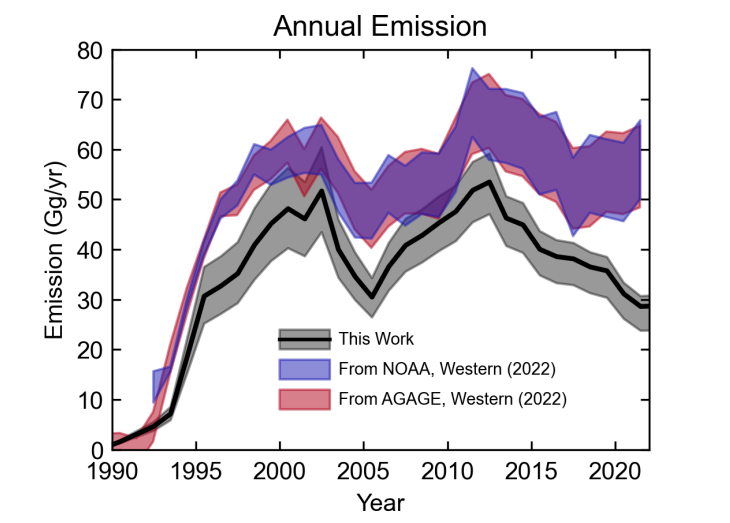 Annual Emission
80
70
60
50
40
30
20
10
0
Emission (Gg/yr)
This Work
From NOAA, Western (2022)
From AGAGE, Western (2022)
1990 1995 2000 2005 2010 2015 2020
Year